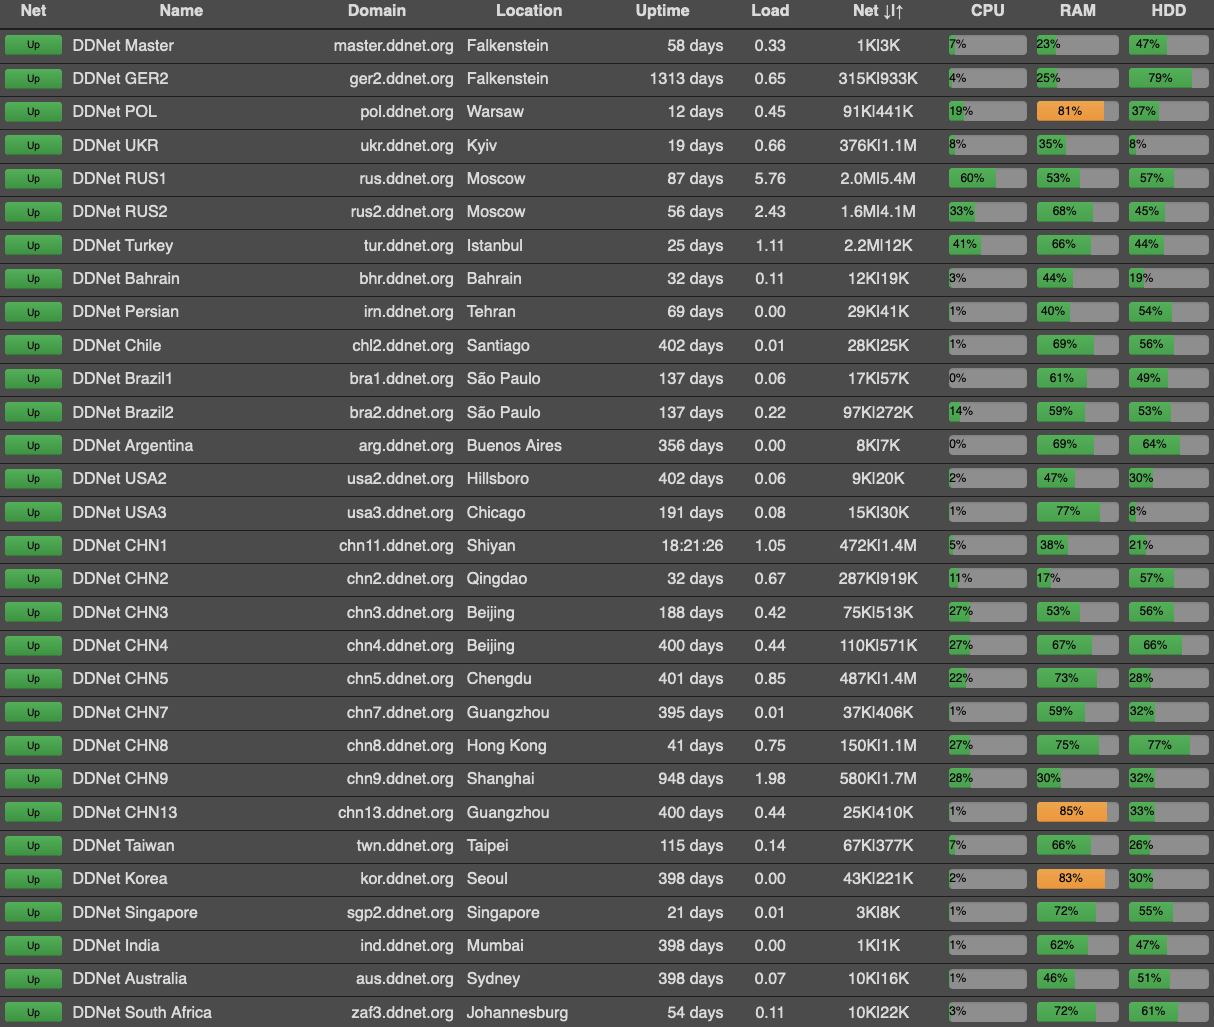 Net Name Domain Location Uptime Load Net ↓|↑ CPU RAM HDD
Up DDNet Master master.ddnet.org Falkenstein 58 days 0.33 1K|3K 7% 23% 47%
Up DDNet GER2 ger2.ddnet.org Falkenstein 1313 days 0.65 315K|933K 4% 25% 79%
Up DDNet POL pol.ddnet.org Warsaw 12 days 0.45 91K|441K 19% 81% 37%
Up DDNet UKR ukr.ddnet.org Kyiv 19 days 0.66 376K|1.1M 8% 35% 8%
Up DDNet RUS1 rus.ddnet.org Moscow 87 days 5.76 2.0M|5.4M 60% 53% 57%
Up DDNet RUS2 rus2.ddnet.org Moscow 56 days 2.43 1.6M|4.1M 33% 68% 45%
Up DDNet Turkey tur.ddnet.org Istanbul 25 days 1.11 2.2M|12K 41% 66% 44%
Up DDNet Bahrain bhr.ddnet.org Bahrain 32 days 0.11 12K|19K 3% 44% 19%
Up DDNet Persian irn.ddnet.org Tehran 69 days 0.00 29K|41K 1% 40% 54%
Up DDNet Chile chl2.ddnet.org Santiago 402 days 0.01 28K|25K 1% 69% 56%
Up DDNet Brazil1 bra1.ddnet.org São Paulo 137 days 0.06 17K|57K 0% 61% 49%
Up DDNet Brazil2 bra2.ddnet.org São Paulo 137 days 0.22 97K|272K 14% 59% 53%
Up DDNet Argentina arg.ddnet.org Buenos Aires 356 days 0.00 8K|7K 0% 69% 64%
Up DDNet USA2 usa2.ddnet.org Hillsboro 402 days 0.06 9K|20K 2% 47% 30%
Up DDNet USA3 usa3.ddnet.org Chicago 191 days 0.08 15K|30K 1% 77% 8%
Up DDNet CHN1 chn11.ddnet.org Shiyan 18:21:26 1.05 472K|1.4M 5% 38% 21%
Up DDNet CHN2 chn2.ddnet.org Qingdao 32 days 0.67 287K|919K 11% 17% 57%
Up DDNet CHN3 chn3.ddnet.org Beijing 188 days 0.42 75K|513K 27% 53% 56%
Up DDNet CHN4 chn4.ddnet.org Beijing 400 days 0.44 110K|571K 27% 67% 66%
Up DDNet CHN5 chn5.ddnet.org Chengdu 401 days 0.85 487K|1.4M 22% 73% 28%
Up DDNet CHN7 chn7.ddnet.org Guangzhou 395 days 0.01 37K|406K 1% 59% 32%
Up DDNet CHN8 chn8.ddnet.org Hong Kong 41 days 0.75 150K|1.1M 27% 75% 77%
Up DDNet CHN9 chn9.ddnet.org Shanghai 948 days 1.98 580K|1.7M 28% 30% 32%
Up DDNet CHN13 chn13.ddnet.org Guangzhou 400 days 0.44 25K|410K 1% 85% 33%
Up DDNet Taiwan twn.ddnet.org Taipei 115 days 0.14 67K|377K 7% 66% 26%
Up DDNet Korea kor.ddnet.org Seoul 398 days 0.00 43K|221K 2% 83% 30%
Up DDNet Singapore sgp2.ddnet.org Singapore 21 days 0.01 3K|8K 1% 72% 55%
Up DDNet India ind.ddnet.org Mumbai 398 days 0.00 1K|1K 1% 62% 47%
Up DDNet Australia aus.ddnet.org Sydney 398 days 0.07 10K|16K 1% 46% 51%
Up DDNet South Africa zaf3.ddnet.org Johannesburg 54 days 0.11 10K|22K 3% 72% 61%